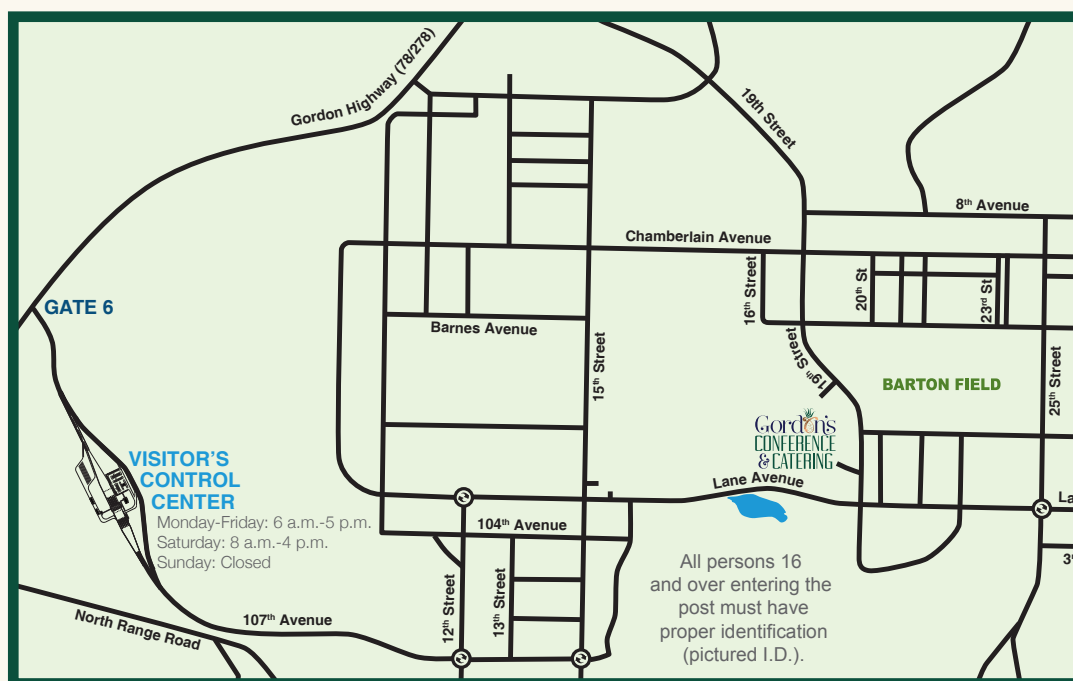 Gordon Highway (78/278)
19th Street
8th Avenue
Chamberlain Avenue
16th Street
20th St
23rd St
GATE 6
Barnes Avenue
15th Street
19th Street
BARTON FIELD
25th Street
Gordon's
CONFERENCE
& CATERING
VISITOR'S
CONTROL
CENTER
Monday-Friday: 6 a.m.-5 p.m.
Saturday: 8 a.m.-4 p.m.
Sunday: Closed
Lane Avenue
La
104th Avenue
3rd
All persons 16
and over entering the
post must have
proper identification
(pictured I.D.).
12th Street
13th Street
107th Avenue
North Range Road